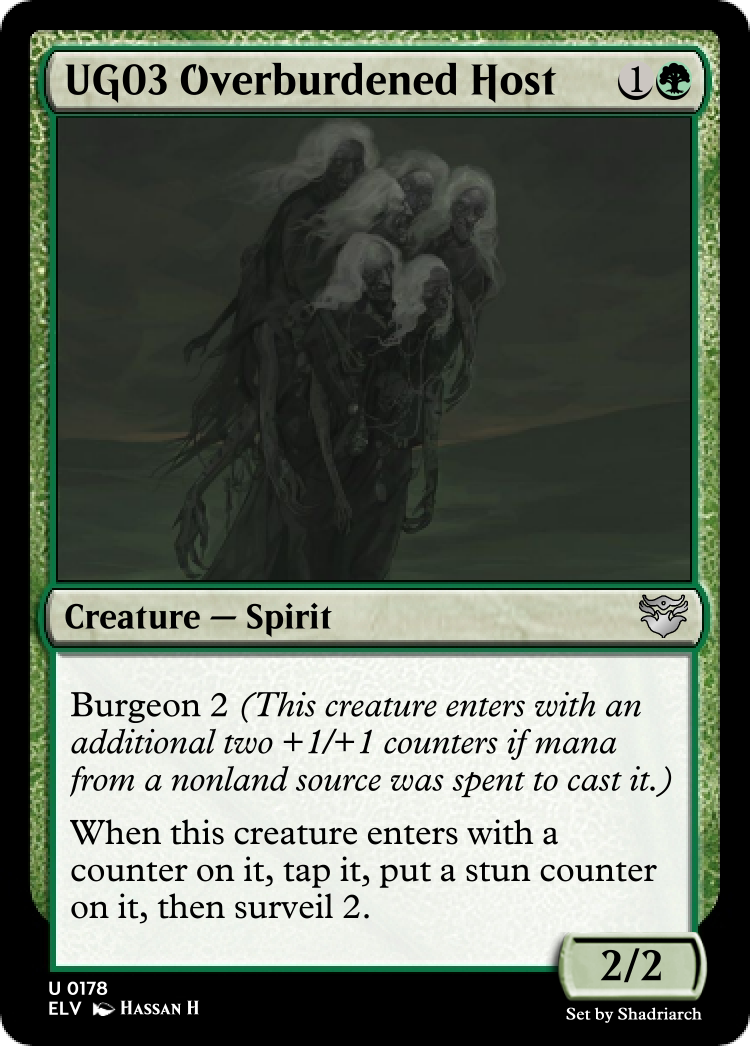 UG03 Overburdened Host 1
Creature — Spirit
Burgeon 2 (This creature enters with an
additional two +1/+1 counters if mana
from a nonland source was spent to cast it.)
When this creature enters with a
counter on it, tap it, put a stun counter
on it, then surveil 2.
2/2
U 0178
ELV Hassan H
Set by Shadriarch